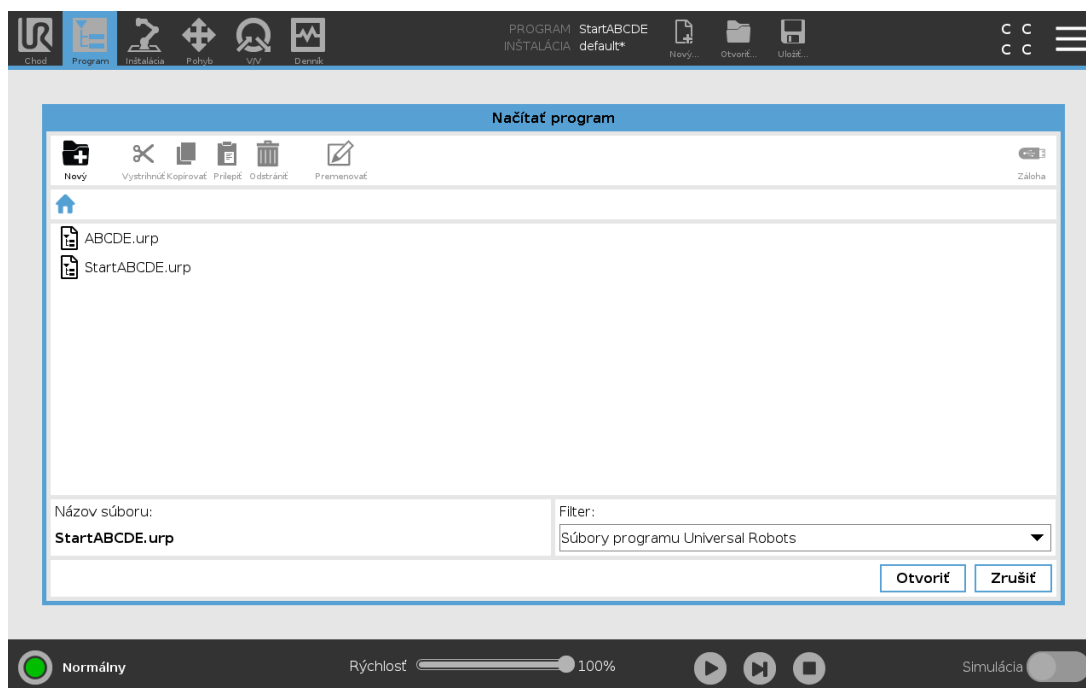 PROGRAM StartABCDE
INŠTALÁCIA default*
Chod Program Inštalácia Pohyb V/V Denník Nový... Otvoriť... Uložiť...
C C
C C
Načítať program
Nový Vystrihnúť Kopírovať Prilepiť Odstrániť Premenovať Záloha
ABCDE.urp
StartABCDE.urp
Názov súboru: Filter:
StartABCDE.urp Súbory programu Universal Robots
Otvoriť Zrušiť
Normálny Rýchlosť 100% Simulácia